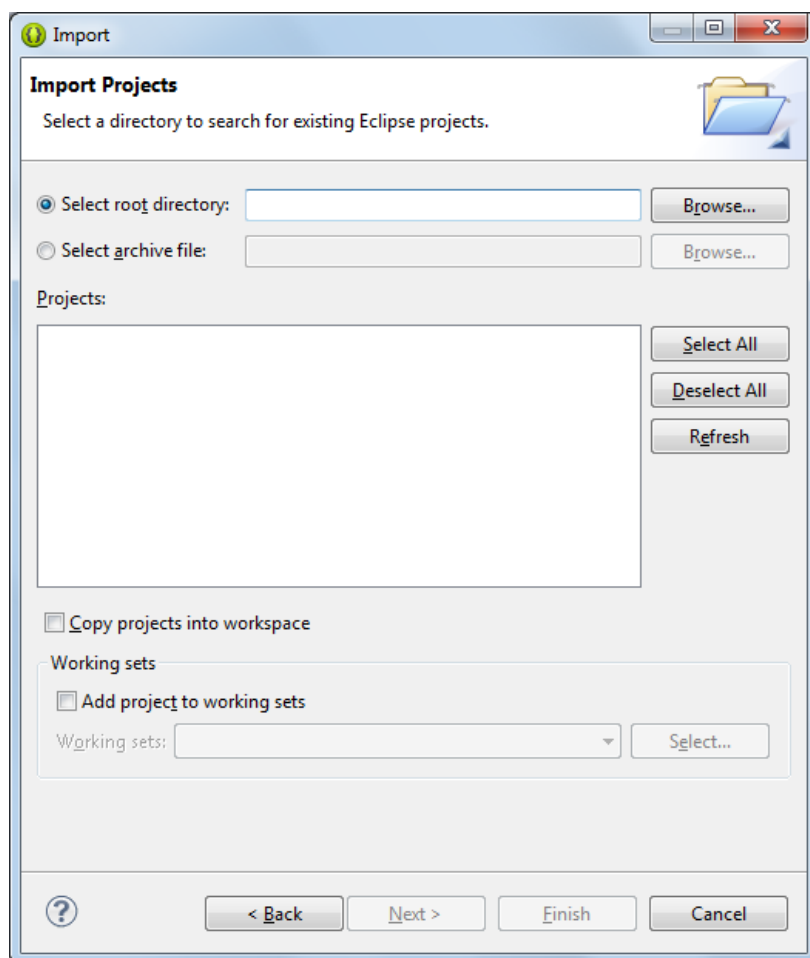 Import
Import Projects
Select a directory to search for existing Eclipse projects.
Select root directory: Browse...
Select archive file: Browse...
Projects:
Select All
Deselect All
Refresh
Copy projects into workspace
Working sets
Add project to working sets
Working sets: Select...
? < Back Next > Finish Cancel